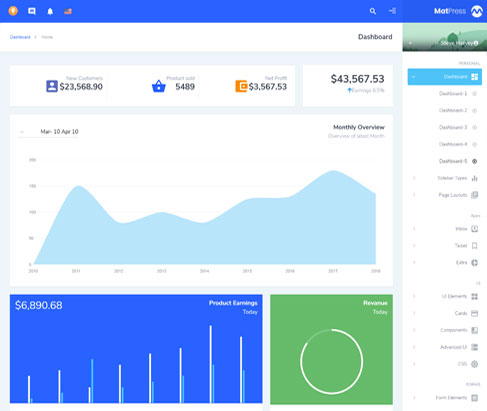 MatPress
Dashboard
Home
Dashboard
Steve Harvey
PERSONAL
Dashboard
Dashboard-1
Dashboard-2
Dashboard-3
Dashboard-4
Dashboard-5
Sidebar Types
Page Layouts
Apps
Inbox
Ticket
Extra
UI
UI Elements
Cards
Components
Advanced UI
CSS
FORMS
Form Elements
New Customers
$23,568.90
Product sold
5489
Net Profit
$3,567.53
$43,567.53
Earnings 6.5%
Mar- 10 Apr 10
Monthly Overview
Overview of latest Month
200
150
100
50
0
2010
2011
2012
2013
2014
2015
2016
2017
2018
$6,890.68
Product Earnings
Today
Revanue
Today